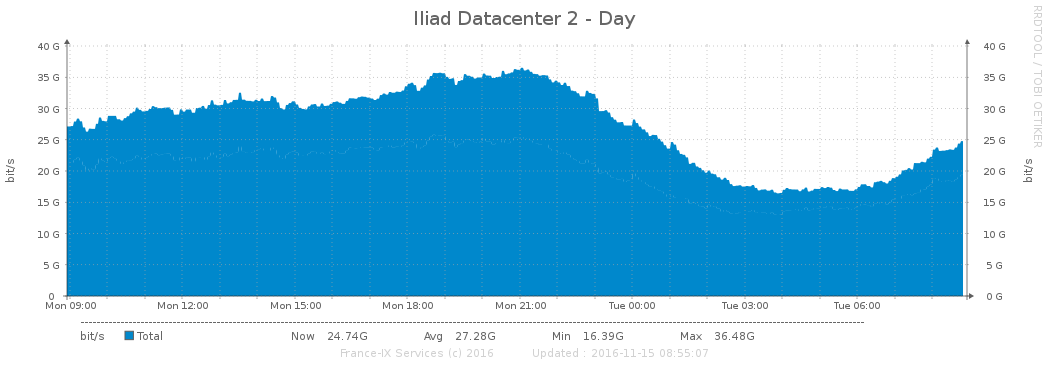 Iliad Datacenter 2 - Day
RRDTOOL / TOBI OETIKER
40 G 40 G
35 G 35 G
30 G 30 G
25 G 25 G
20 G 20 G
15 G 15 G
10 G 10 G
5 G 5 G
0 0 G
bit/s bit/s
Mon 09:00 Mon 12:00 Mon 15:00 Mon 18:00 Mon 21:00 Tue 00:00 Tue 03:00 Tue 06:00
bit/s Total Now 24.74G Avg 27.28G Min 16.39G Max 36.48G
France-IX Services (c) 2016 Updated : 2016-11-15 08:55:07